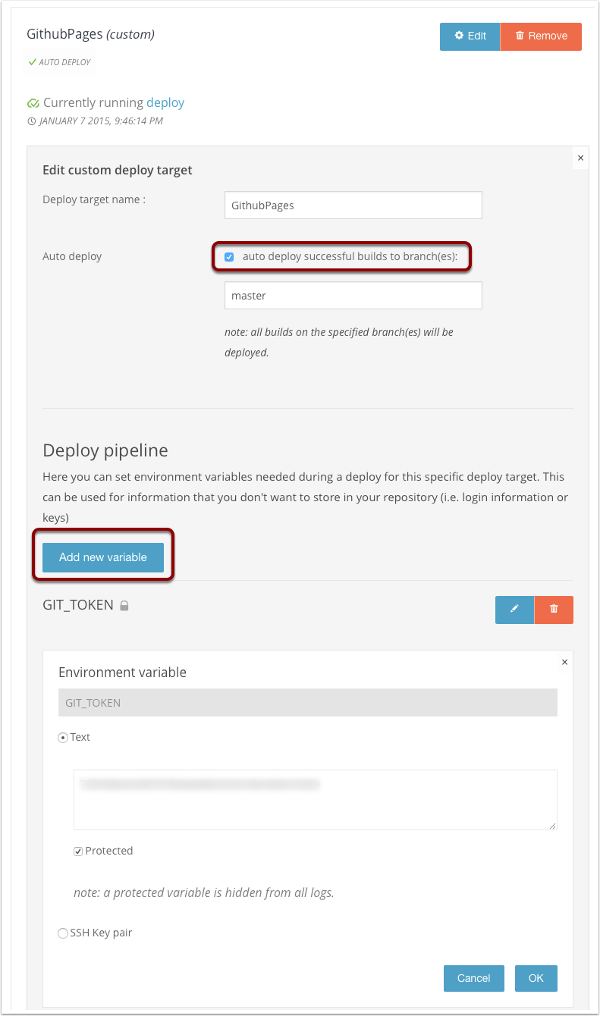 GithubPages (custom)
Edit
Remove
AUTO DEPLOY
Currently running deploy
JANUARY 7 2015, 9:46:14 PM
×
Edit custom deploy target
Deploy target name :
GithubPages
Auto deploy
auto deploy successful builds to branch(es):
master
note: all builds on the specified branch(es) will be
deployed.
Deploy pipeline
Here you can set environment variables needed during a deploy for this specific deploy target. This
can be used for information that you don't want to store in your repository (i.e. login information or
keys)
Add new variable
GIT_TOKEN
×
Environment variable
GIT_TOKEN
Text
Protected
note: a protected variable is hidden from all logs.
SSH Key pair
Cancel
OK